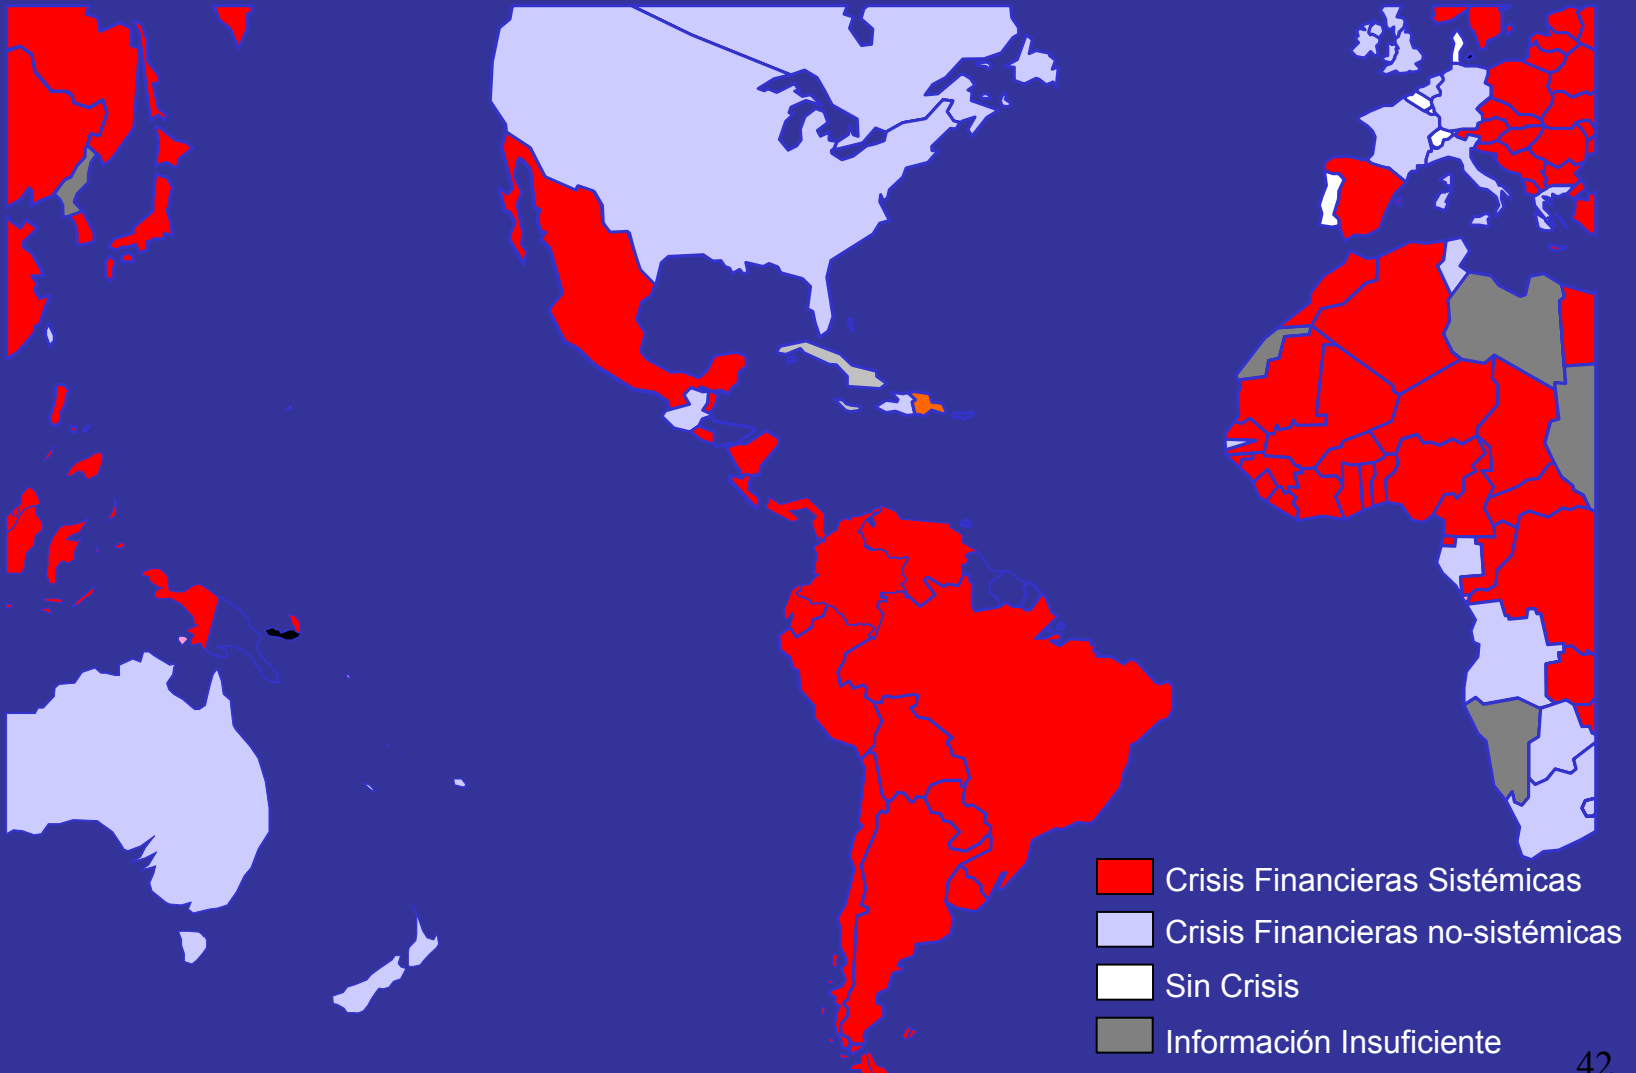 Crisis Financieras Sistémicas
Crisis Financieras no-sistémicas
Sin Crisis
Información Insuficiente
42